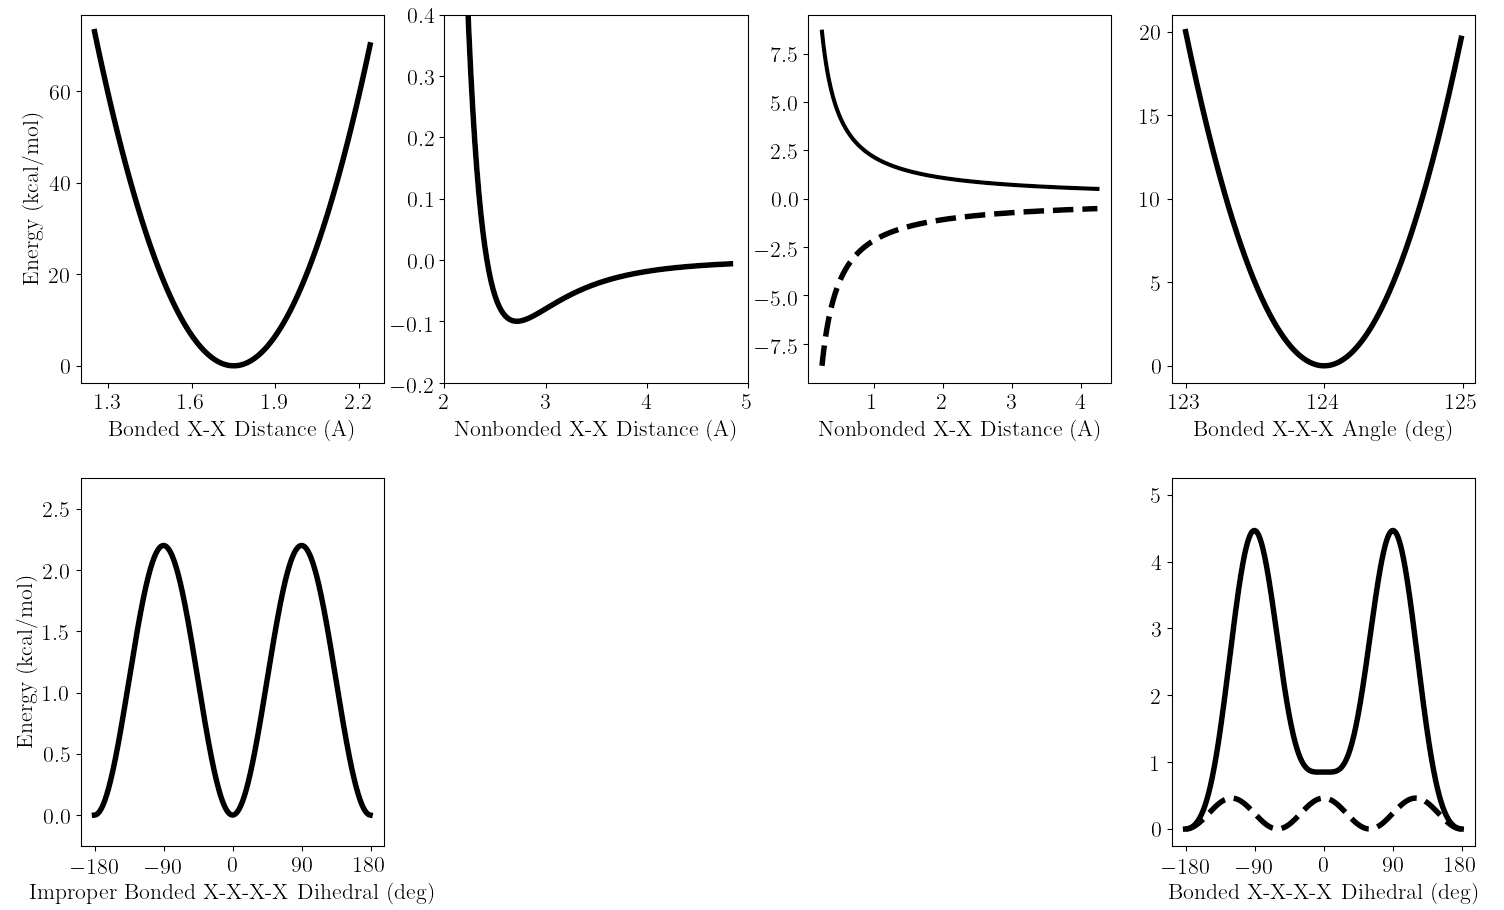 Energy (kcal/mol)
60
40
20
0
1.3 1.6 1.9 2.2
Bonded X-X Distance (A)
0.4
0.3
0.2
0.1
0.0
−0.1
−0.2
2 3 4 5
Nonbonded X-X Distance (A)
7.5
5.0
2.5
0.0
−2.5
−5.0
−7.5
1 2 3 4
Nonbonded X-X Distance (A)
20
15
10
5
0
123 124 125
Bonded X-X-X Angle (deg)
Energy (kcal/mol)
2.5
2.0
1.5
1.0
0.5
0.0
−180 −90 0 90 180
Improper Bonded X-X-X-X Dihedral (deg)
5
4
3
2
1
0
−180 −90 0 90 180
Bonded X-X-X-X Dihedral (deg)